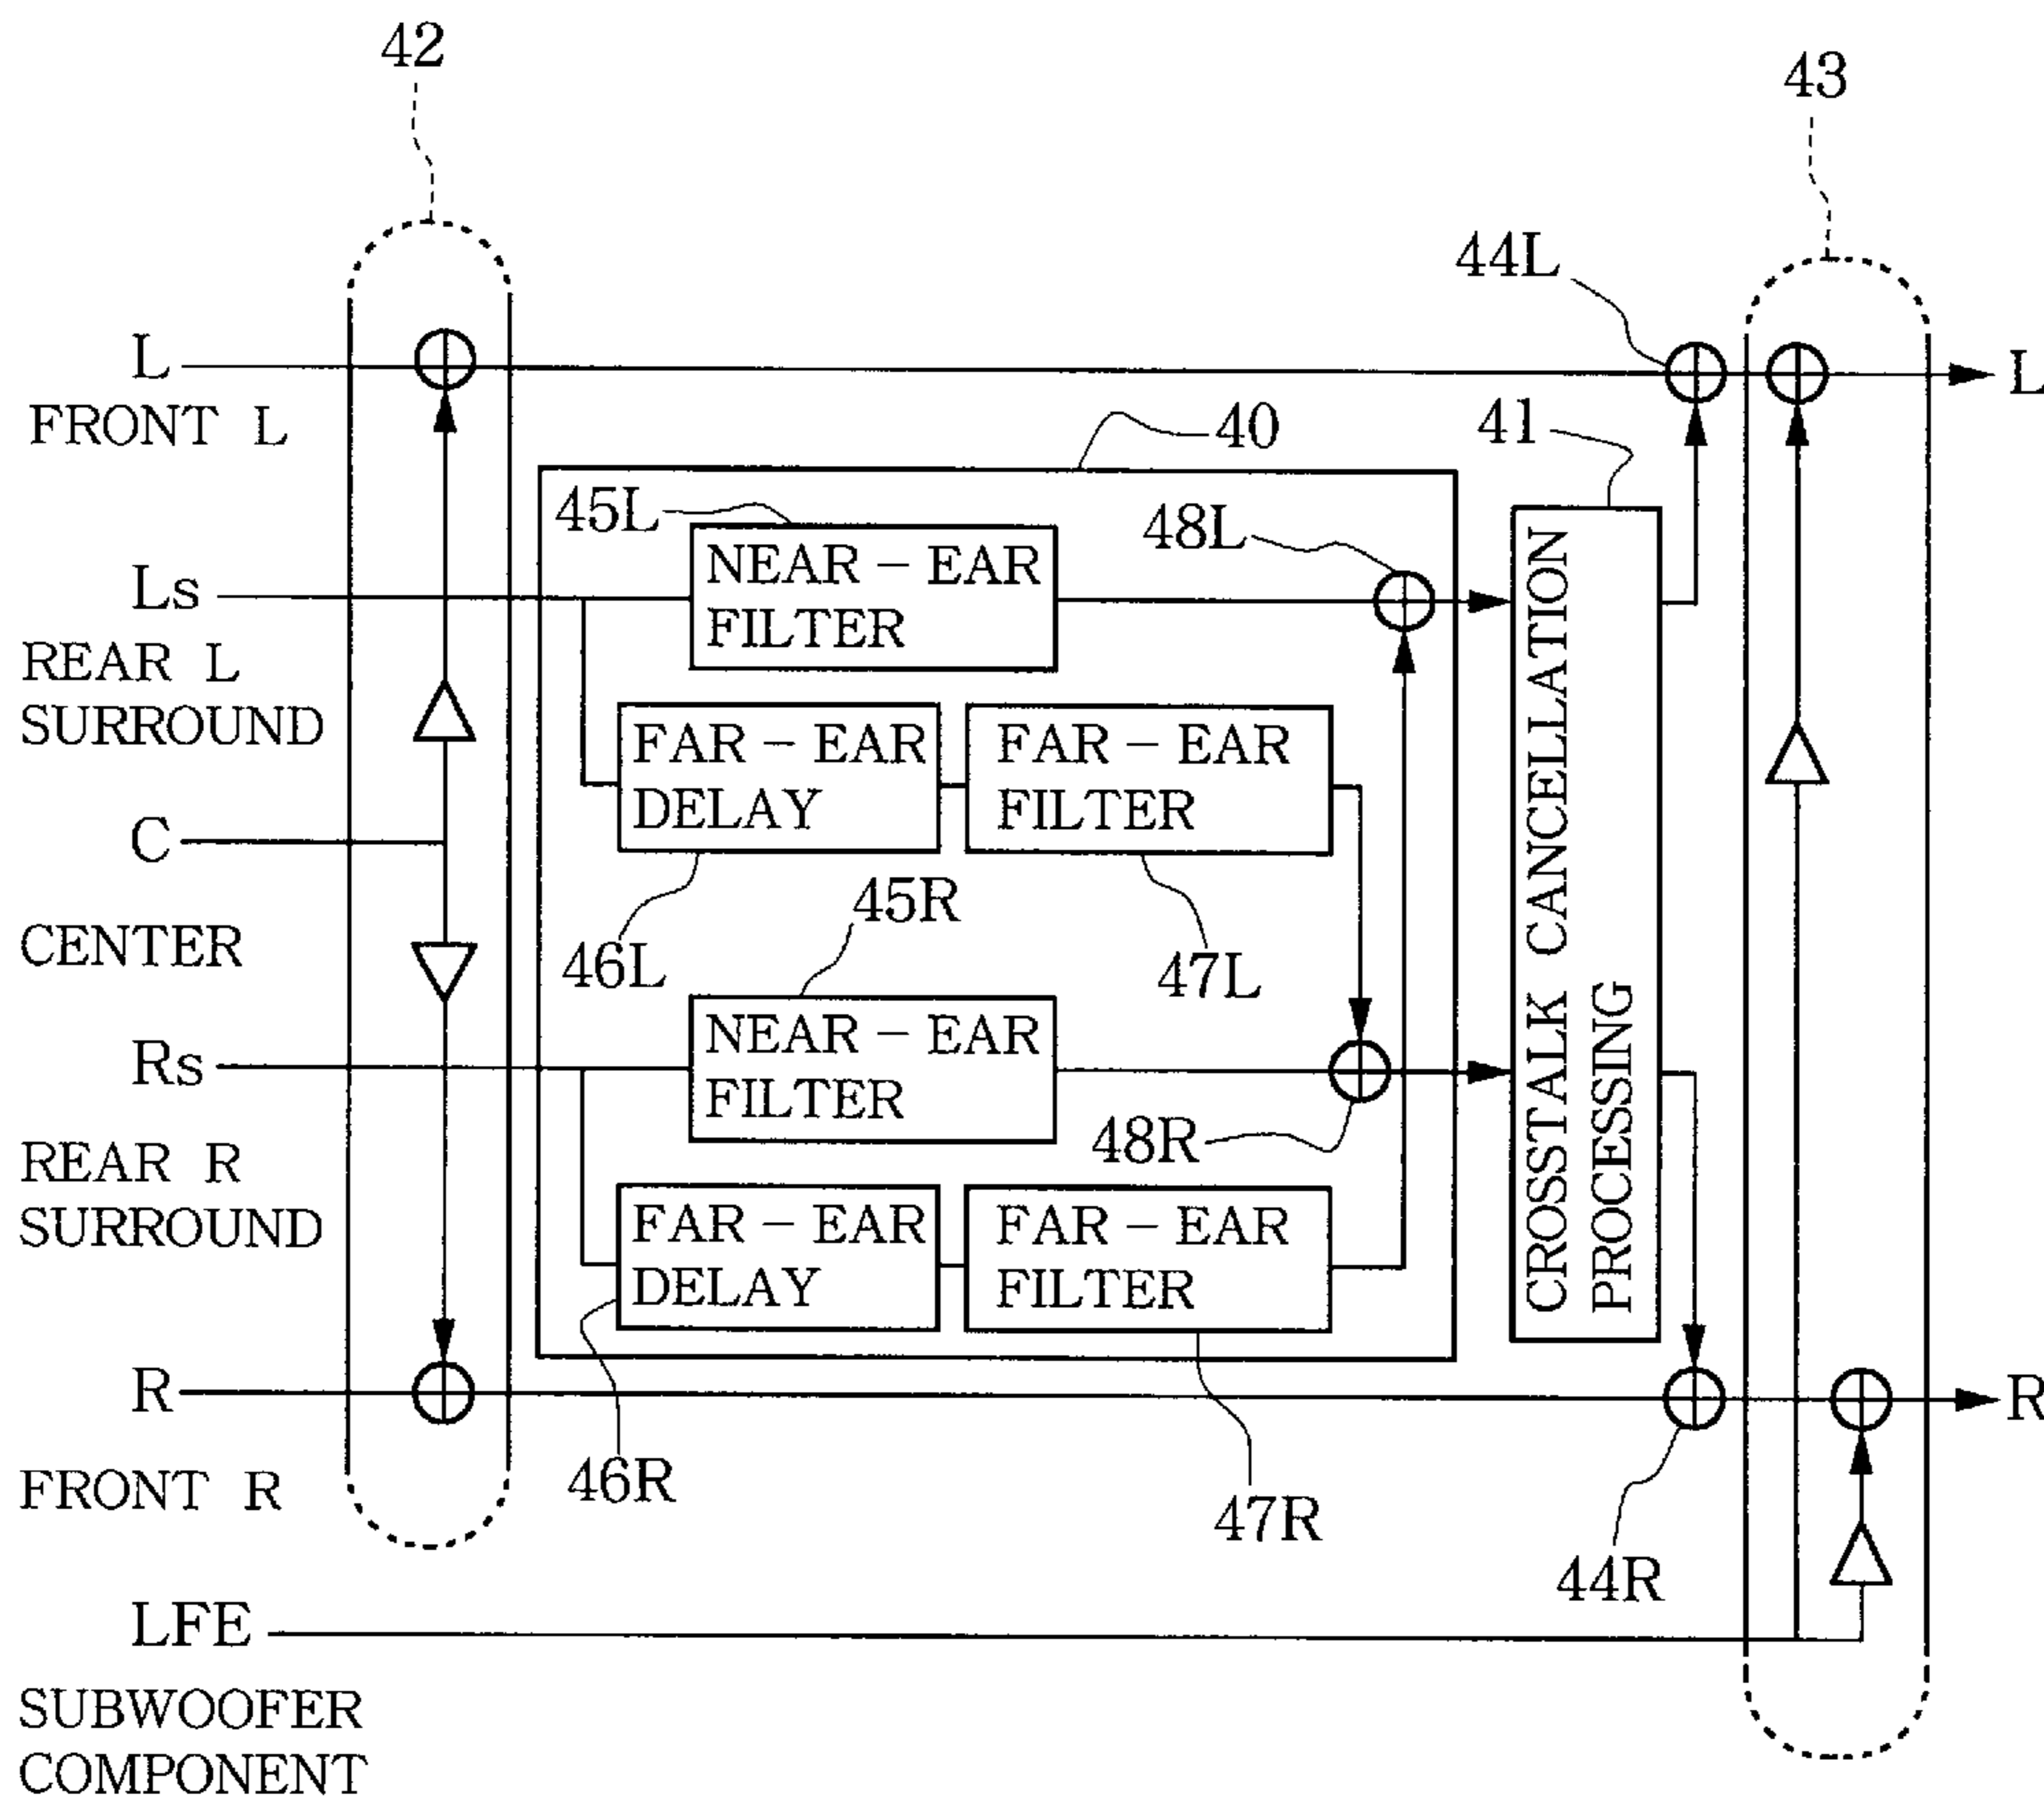 42
43
44L
L
L
FRONT L
40
41
45L
48L
NEAR - EAR
FILTER
Ls
REAR L
SURROUND
FAR - EAR
DELAY
FAR - EAR
FILTER
CROSSTALK CANCELLATION
PROCESSING
C
45R
CENTER
46L
47L
NEAR - EAR
FILTER
Rs
48R
REAR R
SURROUND
FAR - EAR
DELAY
FAR - EAR
FILTER
R
R
FRONT R
46R
47R
44R
LFE
SUBWOOFER
COMPONENT